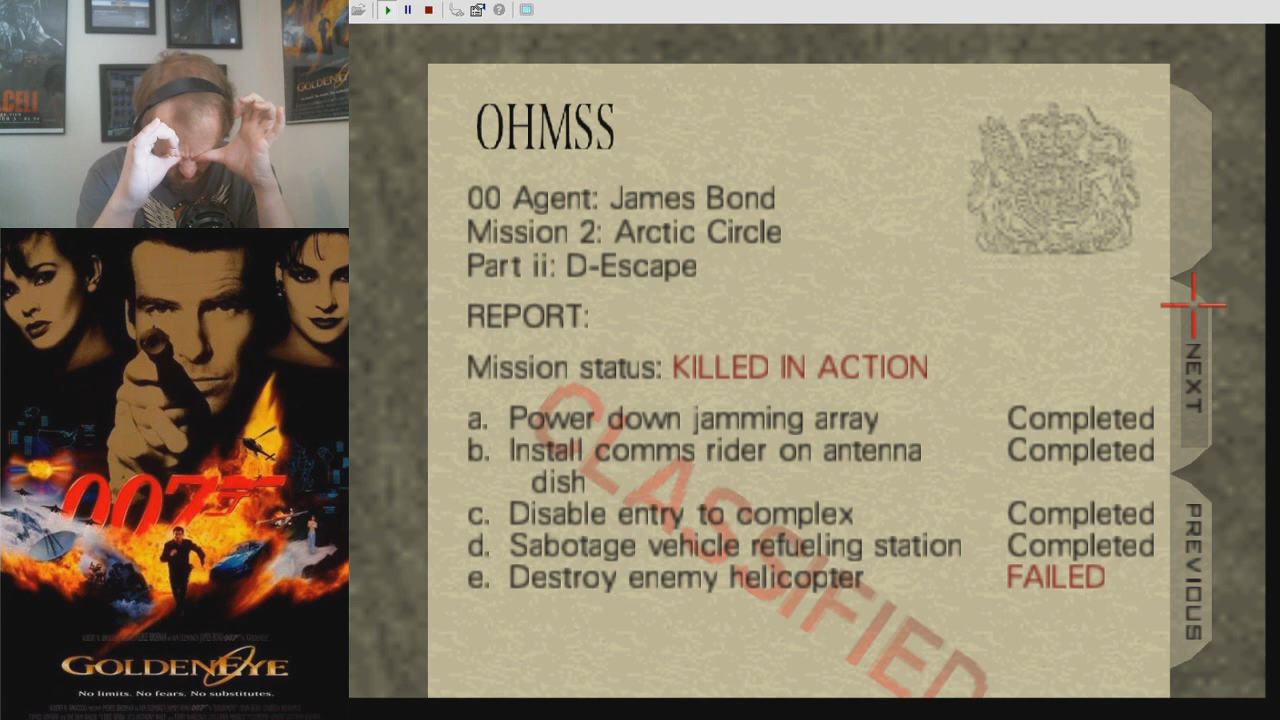 CELL
GOLDENEYE
OHMSS
00 Agent: James Bond
Mission 2: Arctic Circle
Part ii: D-Escape
REPORT:
Mission status: KILLED IN ACTION
a. Power down jamming array Completed
b. Install comms rider on antenna Completed
dish
c. Disable entry to complex Completed
d. Sabotage vehicle refueling station Completed
e. Destroy enemy helicopter FAILED
CLASSIFIED
NEXT
PREVIOUS
007
GOLDENEYE
No limits. No fears. No substitutes.